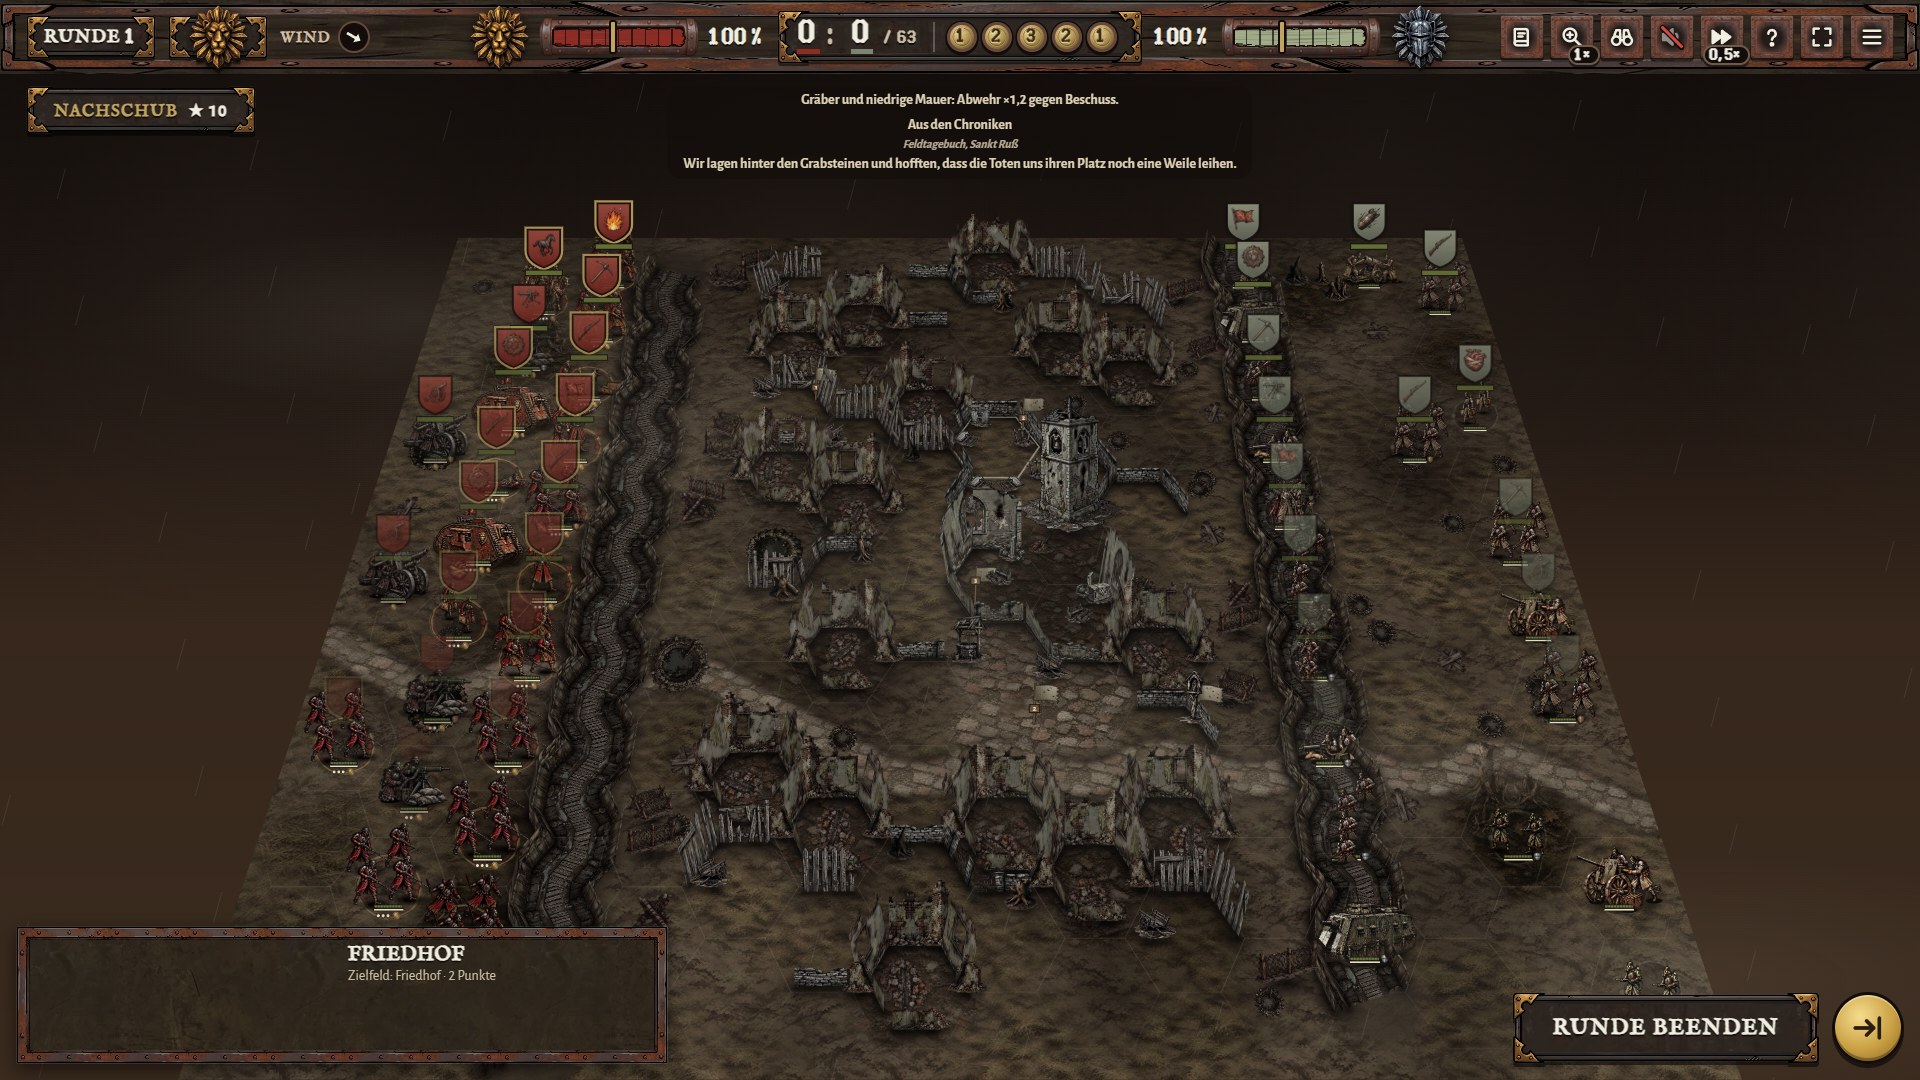 RUNDE 1
WIND
100%
0 : 0 / 63
1 2 3 2 1
100%
1×
0,5×
?
NACHSCHUB ★ 10
Gräber und niedrige Mauer: Abwehr ×1,2 gegen Beschuss.
Aus den Chroniken
Feldtagebuch, Sankt Ruß
Wir lagen hinter den Grabsteinen und hofften, dass die Toten uns ihren Platz noch eine Weile leihen.
FRIEDHOF
Zielfeld: Friedhof · 2 Punkte
RUNDE BEENDEN